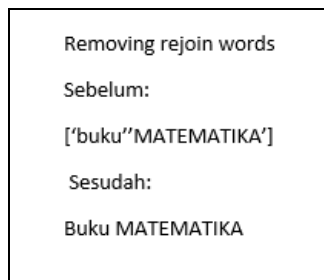 Removing rejoin words
Sebelum:
[‘buku’’MATEMATIKA’]
Sesudah:
Buku MATEMATIKA